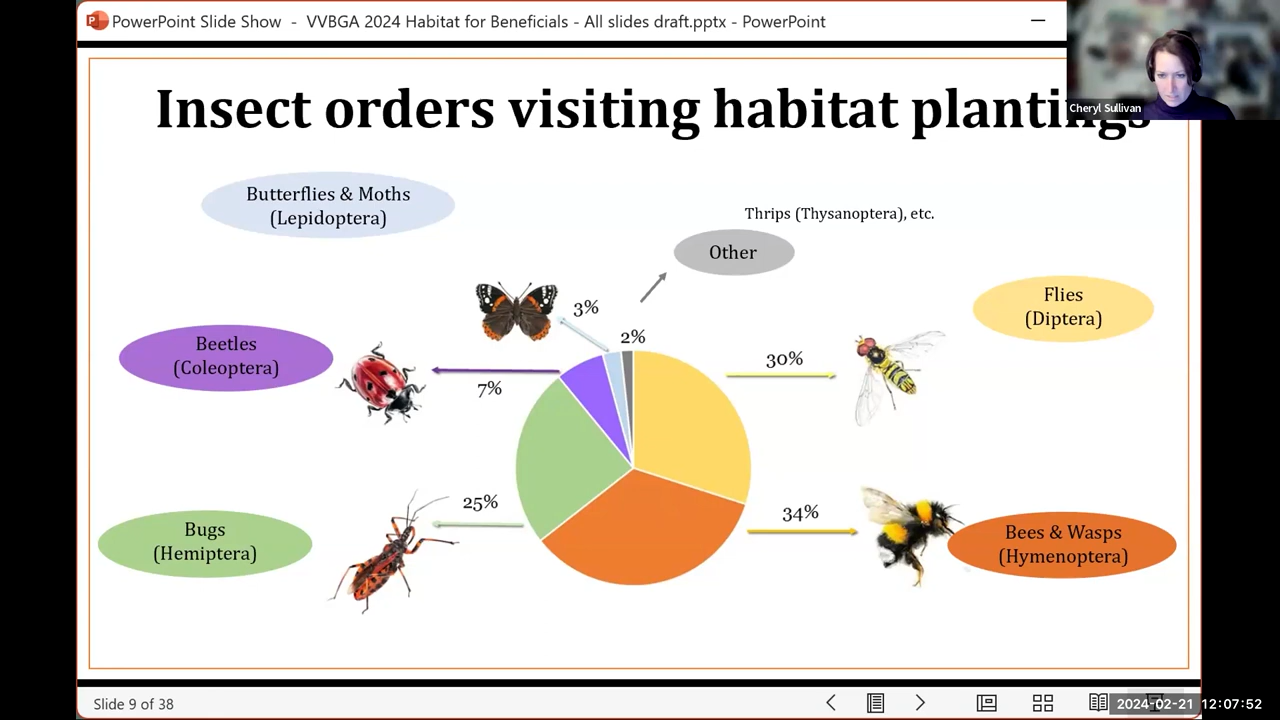 PowerPoint Slide Show - VVBGA 2024 Habitat for Beneficials - All slides draft.pptx - PowerPoint
Cheryl Sullivan
Insect orders visiting habitat plantings
Butterflies & Moths
(Lepidoptera)
Thrips (Thysanoptera), etc.
Other
Flies
(Diptera)
3%
2%
Beetles
(Coleoptera)
30%
7%
25%
34%
Bugs
(Hemiptera)
Bees & Wasps
(Hymenoptera)
Slide 9 of 38
2024-02-21 12:07:52